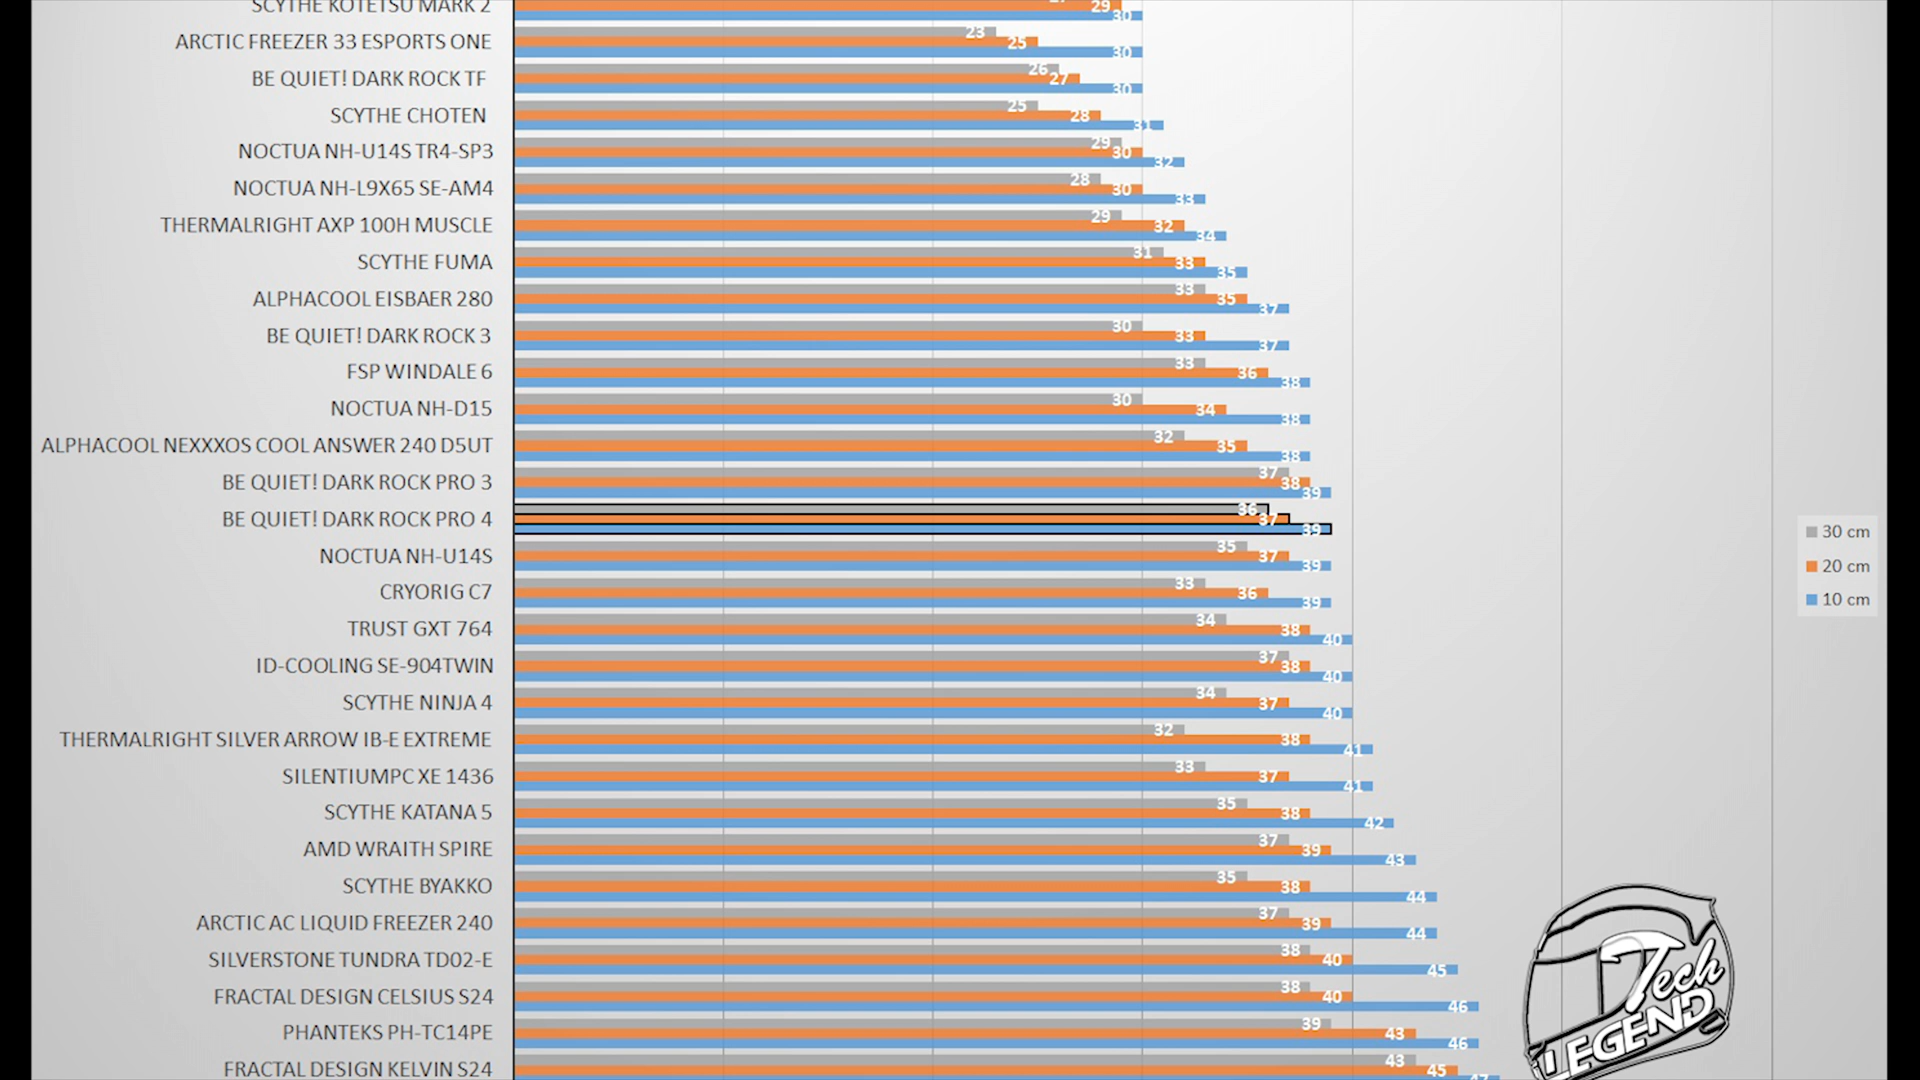 SCYTHE KOTETSU MARK 2
29
30
ARCTIC FREEZER 33 ESPORTS ONE
23
25
30
BE QUIET! DARK ROCK TF
26
27
30
SCYTHE CHOTEN
25
28
31
NOCTUA NH-U14S TR4-SP3
29
30
32
NOCTUA NH-L9X65 SE-AM4
28
30
33
THERMALRIGHT AXP 100H MUSCLE
29
32
34
SCYTHE FUMA
31
33
35
ALPHACOOL EISBAER 280
33
35
37
BE QUIET! DARK ROCK 3
30
33
37
FSP WINDALE 6
33
36
38
NOCTUA NH-D15
30
34
38
ALPHACOOL NEXXXOS COOL ANSWER 240 D5UT
32
35
38
BE QUIET! DARK ROCK PRO 3
37
38
39
BE QUIET! DARK ROCK PRO 4
36
37
39
NOCTUA NH-U14S
35
37
39
CRYORIG C7
33
36
39
TRUST GXT 764
34
38
40
ID-COOLING SE-904TWIN
37
38
40
SCYTHE NINJA 4
34
37
40
THERMALRIGHT SILVER ARROW IB-E EXTREME
32
38
41
SILENTIUMPC XE 1436
33
37
41
SCYTHE KATANA 5
35
38
42
AMD WRAITH SPIRE
37
39
43
SCYTHE BYAKKO
35
38
44
ARCTIC AC LIQUID FREEZER 240
37
39
44
SILVERSTONE TUNDRA TD02-E
38
40
45
FRACTAL DESIGN CELSIUS S24
38
40
46
PHANTEKS PH-TC14PE
39
43
46
FRACTAL DESIGN KELVIN S24
43
45
30 cm
20 cm
10 cm
Tech
LEGEND